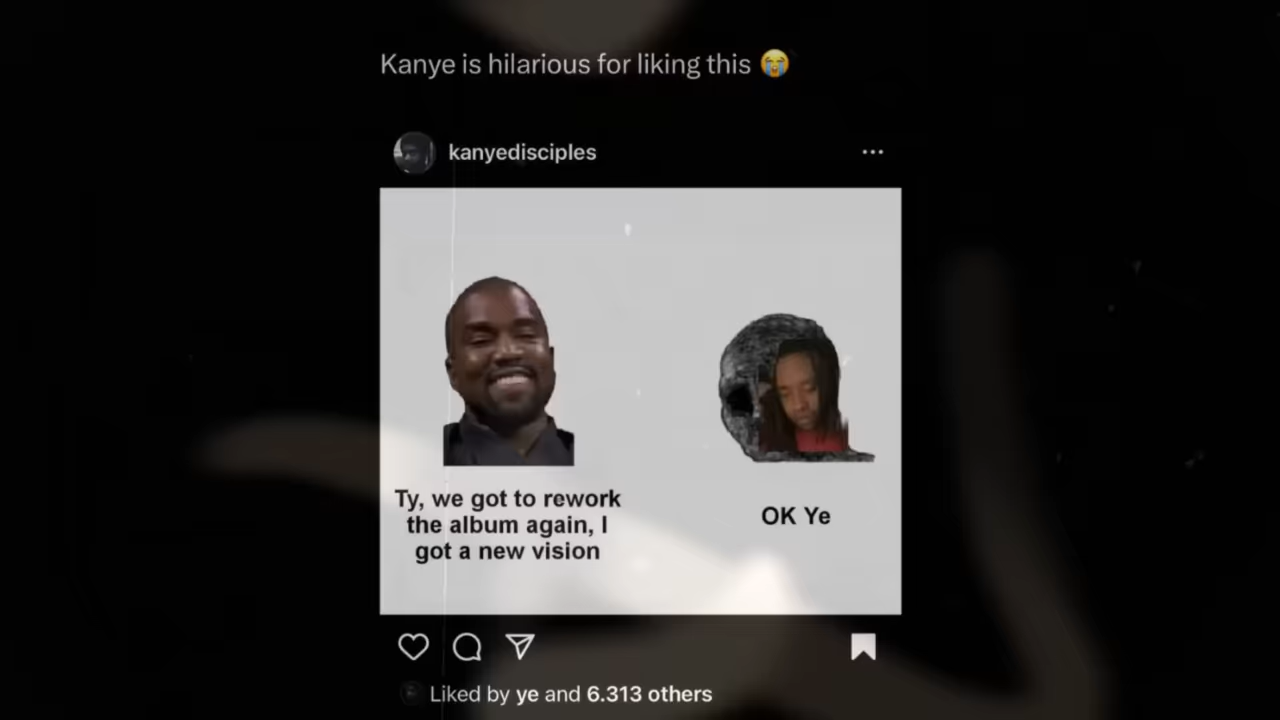 Kanye is hilarious for liking this 😭
kanyedisciples
Ty, we got to rework
the album again, I
got a new vision
OK Ye
Liked by ye and 6.313 others